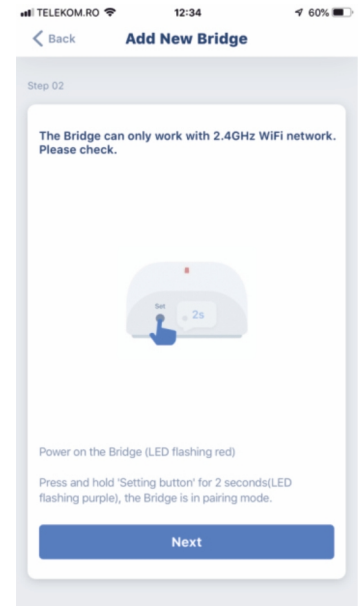 TELEKOM.RO 12:34 60%
Back Add New Bridge
Step 02
The Bridge can only work with 2.4GHz WiFi network.
Please check.
Set
2s
Power on the Bridge (LED flashing red)
Press and hold 'Setting button' for 2 seconds(LED
flashing purple), the Bridge is in pairing mode.
Next